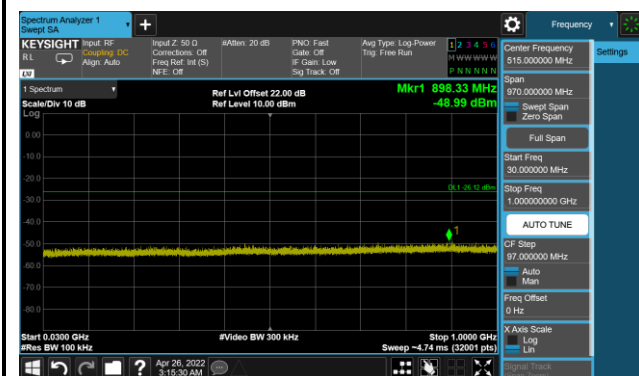 Spectrum Analyzer 1
Swept SA
Frequency
KEYSIGHT
RL
Input: RF
Coupling: DC
Align: Auto
Input Z: 50 Ω
Corrections: Off
Freq Ref: Int (S)
NFE: Off
#Atten: 20 dB
PNO: Fast
Gate: Off
IF Gain: Low
Sig Track: Off
Avg Type: Log-Power
Trig: Free Run
1 2 3 4 5 6
M W W W W W
P N N N N N
1 Spectrum
Scale/Div 10 dB
Log
Ref Lvl Offset 22.00 dB
Ref Level 10.00 dBm
Mkr1 898.33 MHz
-48.99 dBm
0.00
-10.0
-20.0
-30.0
-40.0
-50.0
-60.0
-70.0
-80.0
DL1 -26.12 dBm
1
Start 0.0300 GHz
#Res BW 100 kHz
#Video BW 300 kHz
Stop 1.0000 GHz
Sweep ~4.74 ms (32001 pts)
Apr 26, 2022
3:15:30 AM
Center Frequency
515.000000 MHz
Span
970.000000 MHz
Swept Span
Zero Span
Full Span
Start Freq
30.000000 MHz
Stop Freq
1.000000000 GHz
AUTO TUNE
CF Step
97.000000 MHz
Auto
Man
Freq Offset
0 Hz
X Axis Scale
Log
Lin
Signal Track
Settings